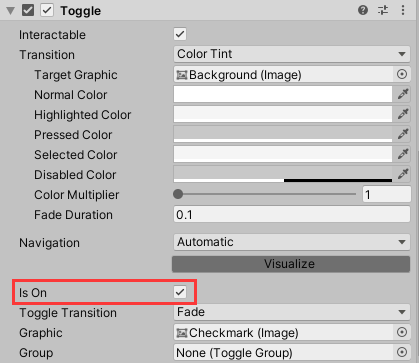 Toggle
Interactable
Transition Color Tint
Target Graphic Background (Image)
Normal Color
Highlighted Color
Pressed Color
Selected Color
Disabled Color
Color Multiplier 1
Fade Duration 0.1
Navigation Automatic
Visualize
Is On
Toggle Transition Fade
Graphic Checkmark (Image)
Group None (Toggle Group)